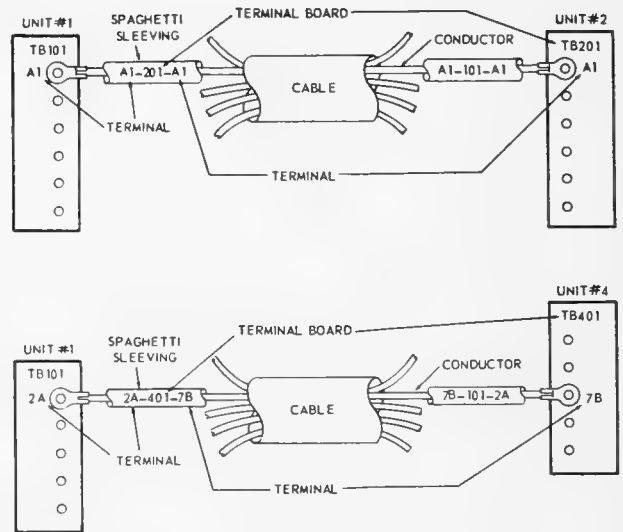 UNIT #1
SPAGHETTI
SLEEVING
TERMINAL BOARD
UNIT #2
TB101
A1
A1-201-A1
CABLE
CONDUCTOR
A1-101-A1
TB201
A1
TERMINAL
TERMINAL
UNIT #1
SPAGHETTI
SLEEVING
TERMINAL BOARD
UNIT #4
TB101
2A
2A-401-7B
CABLE
CONDUCTOR
7B-101-2A
TB401
7B
TERMINAL
TERMINAL